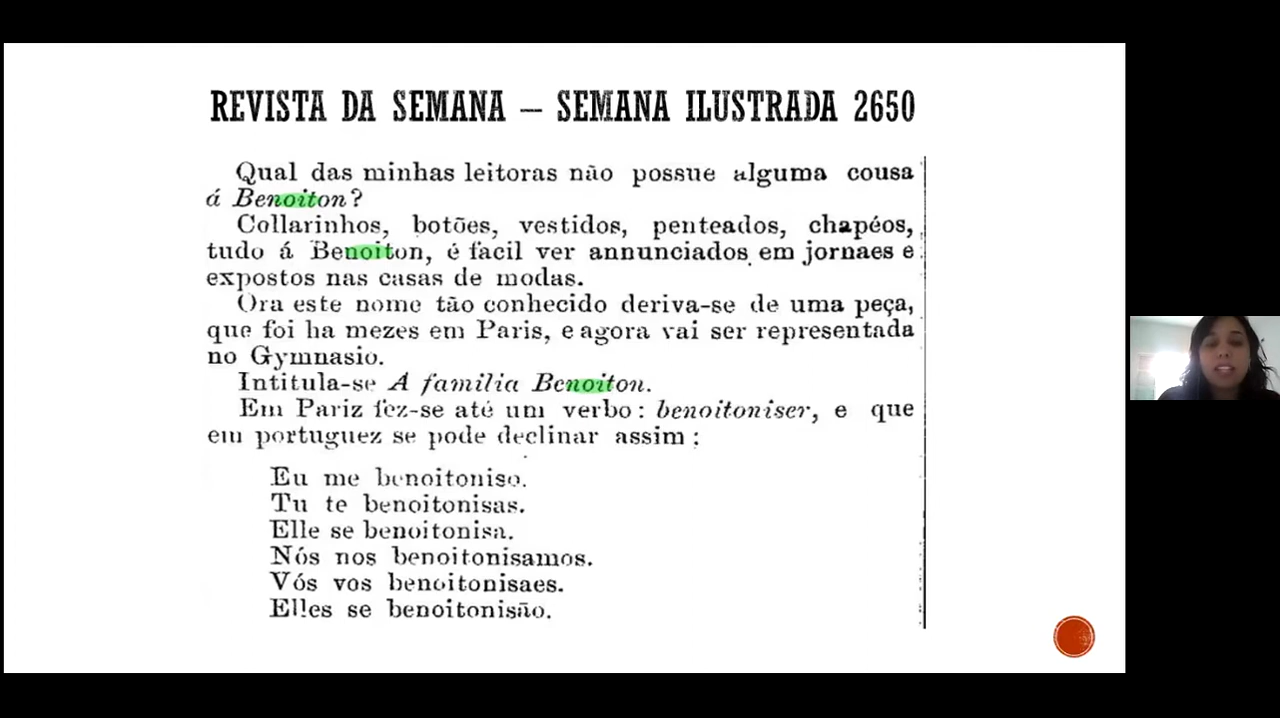 REVISTA DA SEMANA – SEMANA ILUSTRADA 2650
Qual das minhas leitoras não possue alguma cousa
á Benoiton?
Collarinhos, botões, vestidos, penteados, chapéos,
tudo á Benoiton, é facil ver annunciados em jornaes e
expostos nas casas de modas.
Ora este nome tão conhecido deriva-se de uma peça,
que foi ha mezes em Paris, e agora vai ser representada
no Gymnasio.
Intitula-se A familia Benoiton.
Em Pariz fez-se até um verbo: benoitoniser, e que
em portuguez se pode declinar assim:
Eu me benoitoniso.
Tu te benoitonisas.
Elle se benoitonisa.
Nós nos benoitonisamos.
Vós vos benoitonisaes.
Elles se benoitonisão.